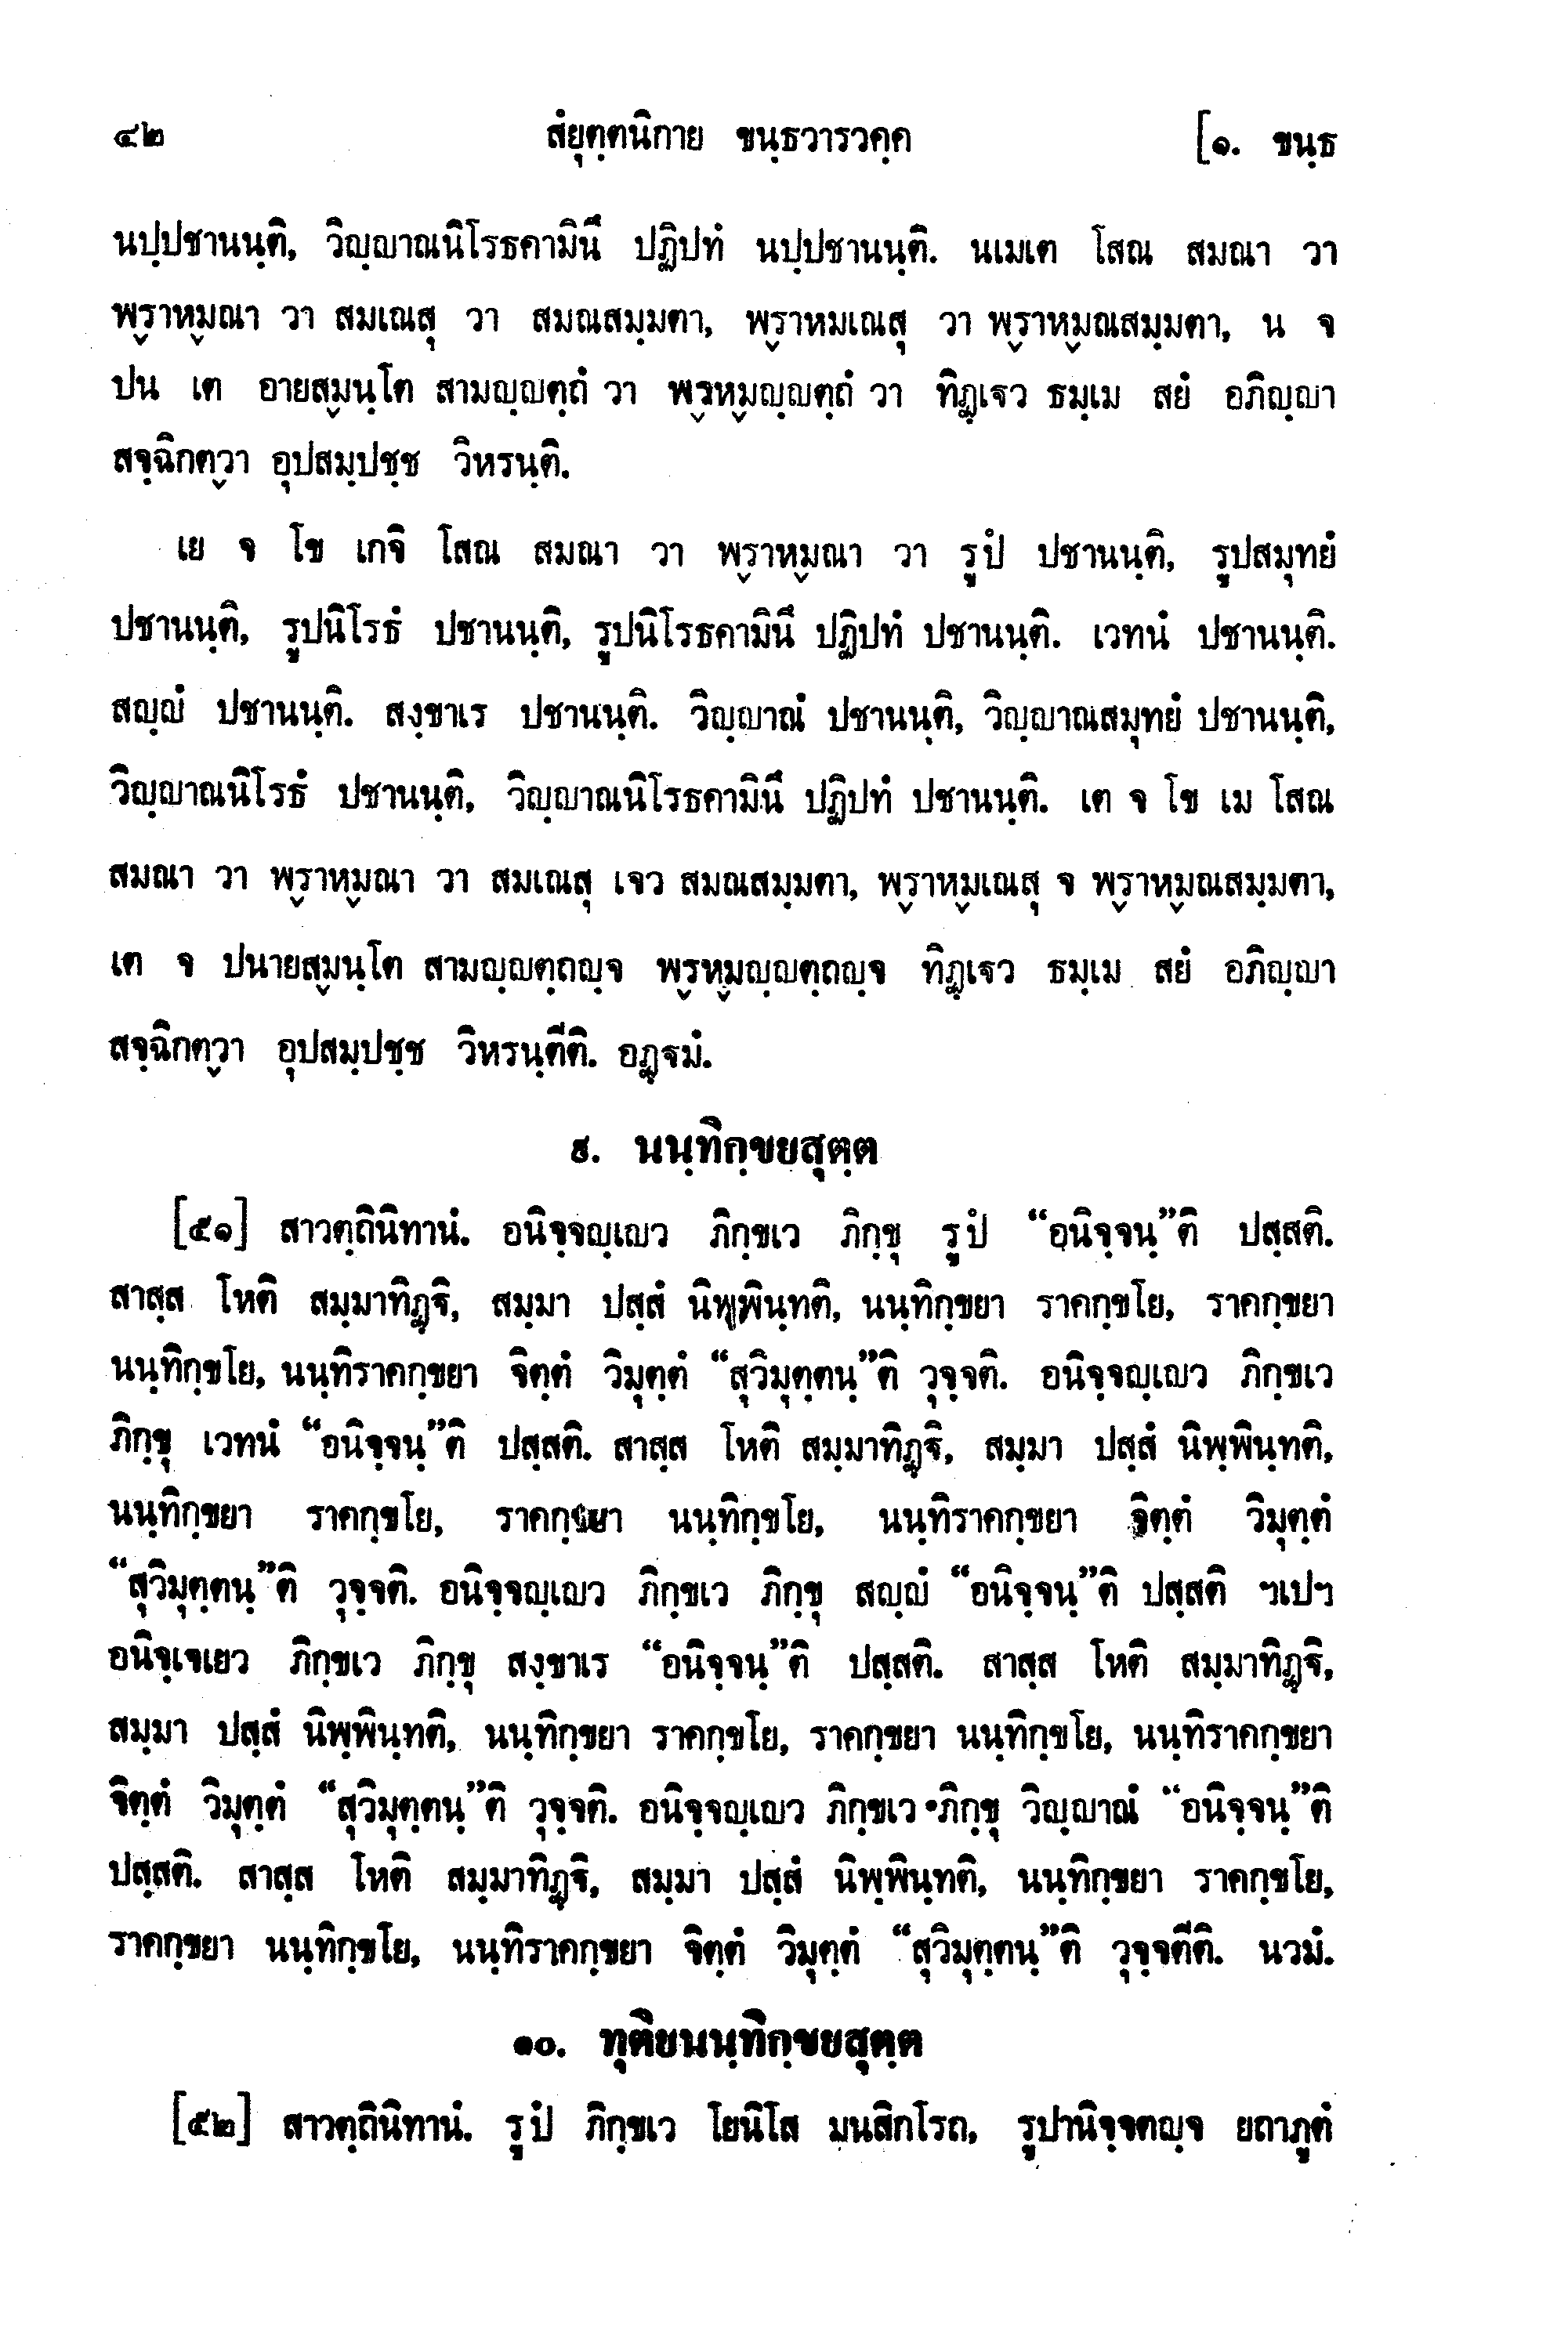 ๔๒ สํยุตฺตนิกาย ขนฺธวารวคฺค [๑. ขนฺธ
นปฺปชานนฺติ, วิญฺญาณนิโรธคามินึ ปฏิปทํ นปฺปชานนฺติ. นเมเต โสณ สมณา วา
พฺราหฺมณา วา สมเณสุ วา สมณสมฺมตา, พฺราหมเณสุ วา พฺราหฺมณสมฺมตา, น จ
ปน เต อายสฺมนฺโต สามญฺญตฺถํ วา พฺรหฺมญฺญตฺถํ วา ทิฏฺเฐว ธมฺเม สยํ อภิญฺญา
สจฺฉิกตฺวา อุปสมฺปชฺช วิหรนฺติ.
เย จ โข เกจิ โสณ สมณา วา พฺราหฺมณา วา รูปํ ปชานนฺติ, รูปสมุทยํ
ปชานนฺติ, รูปนิโรธํ ปชานนฺติ, รูปนิโรธคามินึ ปฏิปทํ ปชานนฺติ. เวทนํ ปชานนฺติ.
สญฺญํ ปชานนฺติ. สงฺขาเร ปชานนฺติ. วิญฺญาณํ ปชานนฺติ, วิญฺญาณสมุทยํ ปชานนฺติ,
วิญฺญาณนิโรธํ ปชานนฺติ, วิญฺญาณนิโรธคามินึ ปฏิปทํ ปชานนฺติ. เต จ โข เม โสณ
สมณา วา พฺราหฺมณา วา สมเณสุ เจว สมณสมฺมตา, พฺราหฺมเณสุ จ พฺราหฺมณสมฺมตา,
เต จ ปนายสฺมนฺโต สามญฺญตฺถญฺจ พฺรหฺมญฺญตฺถญฺจ ทิฏฺเฐว ธมฺเม สยํ อภิญฺญา
สจฺฉิกตฺวา อุปสมฺปชฺช วิหรนฺตีติ. อฏฺฐมํ.
๙. นนฺทิกฺขยสุตฺต
[๕๑] สาวตฺถินิทานํ. อนิจฺจญฺเญว ภิกฺขเว ภิกฺขุ รูปํ “อนิจฺจนฺ”ติ ปสฺสติ.
สาสฺส โหติ สมฺมาทิฏฺฐิ, สมฺมา ปสฺสํ นิพฺพินฺทติ, นนฺทิกฺขยา ราคกฺขโย, ราคกฺขยา
นนฺทิกฺขโย, นนฺทิราคกฺขยา จิตฺตํ วิมุตฺตํ “สุวิมุตฺตนฺ”ติ วุจฺจติ. อนิจฺจญฺเญว ภิกฺขเว
ภิกฺขุ เวทนํ “อนิจฺจนฺ”ติ ปสฺสติ. สาสฺส โหติ สมฺมาทิฏฺฐิ, สมฺมา ปสฺสํ นิพฺพินฺทติ,
นนฺทิกฺขยา ราคกฺขโย, ราคกฺขยา นนฺทิกฺขโย, นนฺทิราคกฺขยา จิตฺตํ วิมุตฺตํ
“สุวิมุตฺตนฺ”ติ วุจฺจติ. อนิจฺจญฺเญว ภิกฺขเว ภิกฺขุ สญฺญํ “อนิจฺจนฺ”ติ ปสฺสติ ฯเปฯ
อนิจฺเจเยว ภิกฺขเว ภิกฺขุ สงฺขาเร “อนิจฺจนฺ”ติ ปสฺสติ. สาสฺส โหติ สมฺมาทิฏฺฐิ,
สมฺมา ปสฺสํ นิพฺพินฺทติ, นนฺทิกฺขยา ราคกฺขโย, ราคกฺขยา นนฺทิกฺขโย, นนฺทิราคกฺขยา
จิตฺตํ วิมุตฺตํ “สุวิมุตฺตนฺ”ติ วุจฺจติ. อนิจฺจญฺเญว ภิกฺขเว ภิกฺขุ วิญฺญาณํ “อนิจฺจนฺ”ติ
ปสฺสติ. สาสฺส โหติ สมฺมาทิฏฺฐิ, สมฺมา ปสฺสํ นิพฺพินฺทติ, นนฺทิกฺขยา ราคกฺขโย,
ราคกฺขยา นนฺทิกฺขโย, นนฺทิราคกฺขยา จิตฺตํ วิมุตฺตํ “สุวิมุตฺตนฺ”ติ วุจฺจตีติ. นวมํ.
๑๐. ทุติยนนฺทิกฺขยสุตฺต
[๕๒] สาวตฺถินิทานํ. รูปํ ภิกฺขเว โยนิโส มนสิกโรถ, รูปานิจฺจตญฺจ ยถาภูตํ